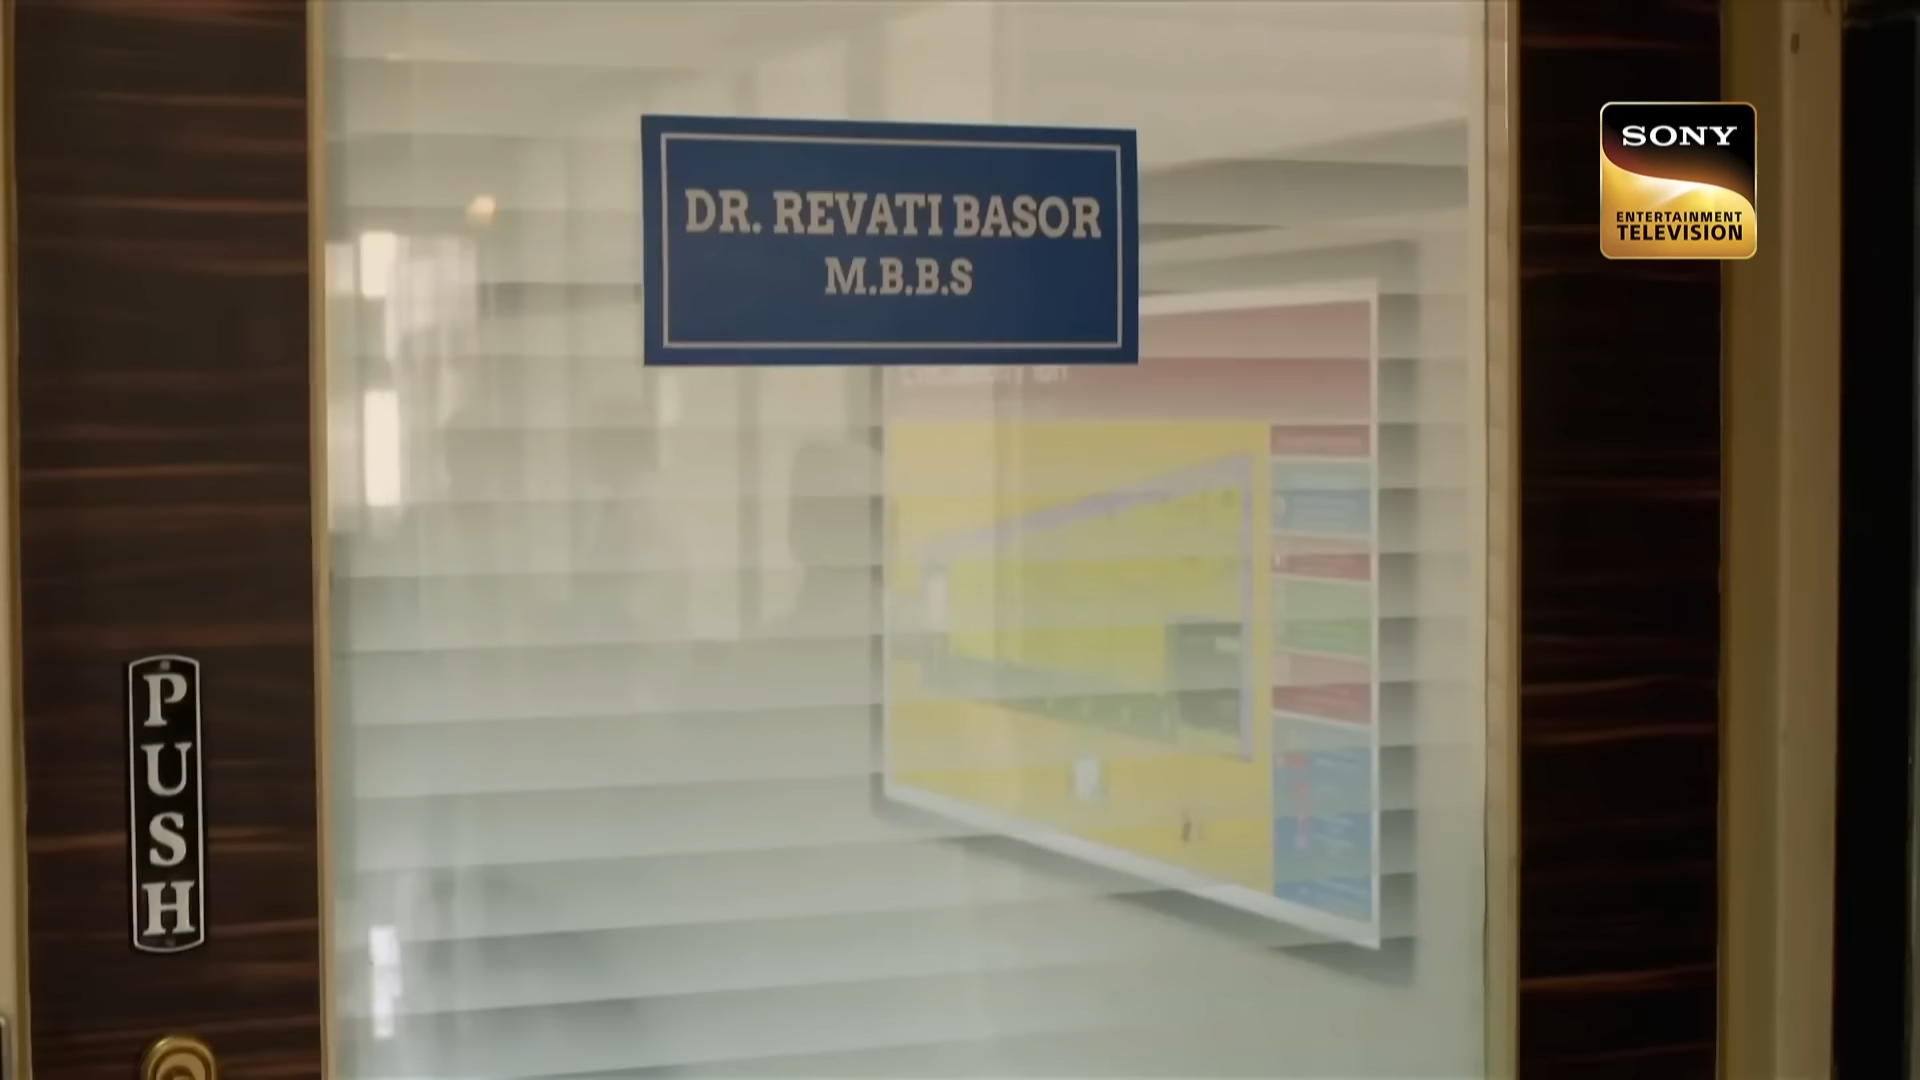 DR. REVATI BASOR
M.B.B.S
SONY
ENTERTAINMENT
TELEVISION
PUSH